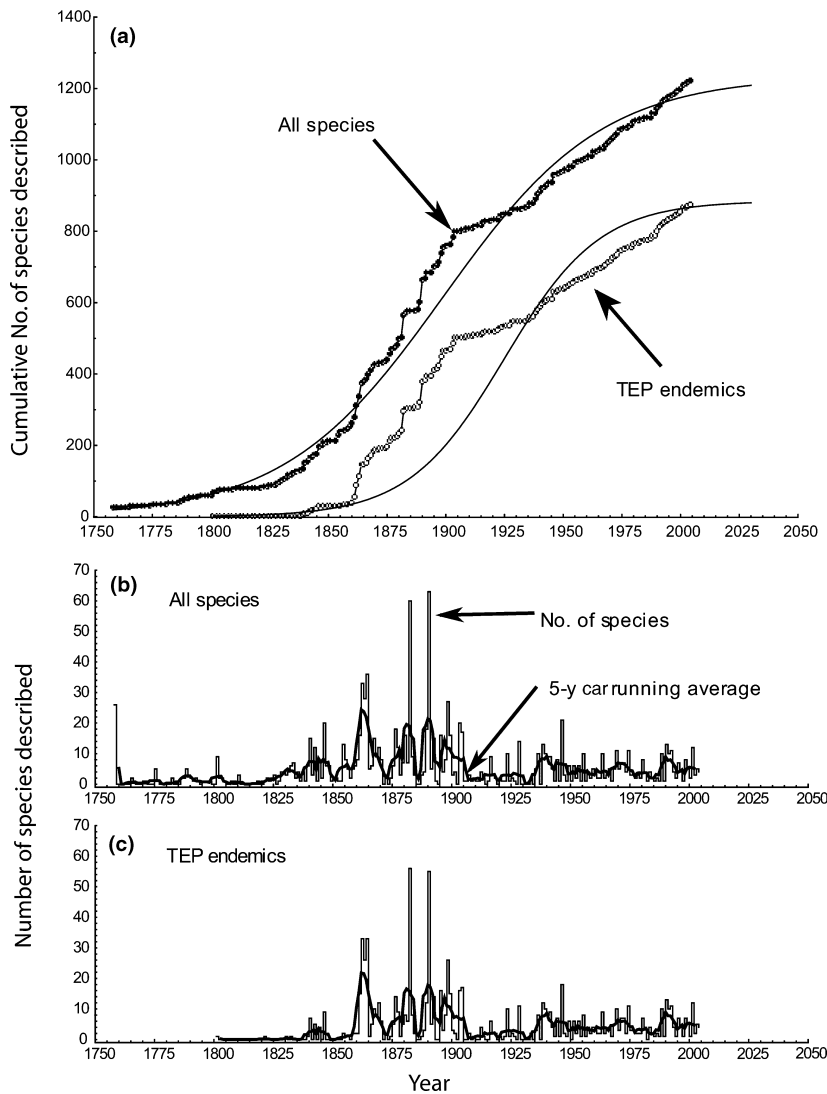 (a)
1400
1200
1000
800
600
400
200
0
Cumulative No. of species described
All species
TEP endemics
1750 1775 1800 1825 1850 1875 1900 1925 1950 1975 2000 2025 2050
(b)
All species
70
60
50
40
30
20
10
0
No. of species
5-y car running average
1750 1775 1800 1825 1850 1875 1900 1925 1950 1975 2000 2025 2050
Number of species described
(c)
TEP endemics
70
60
50
40
30
20
10
0
1750 1775 1800 1825 1850 1875 1900 1925 1950 1975 2000 2025 2050
Year